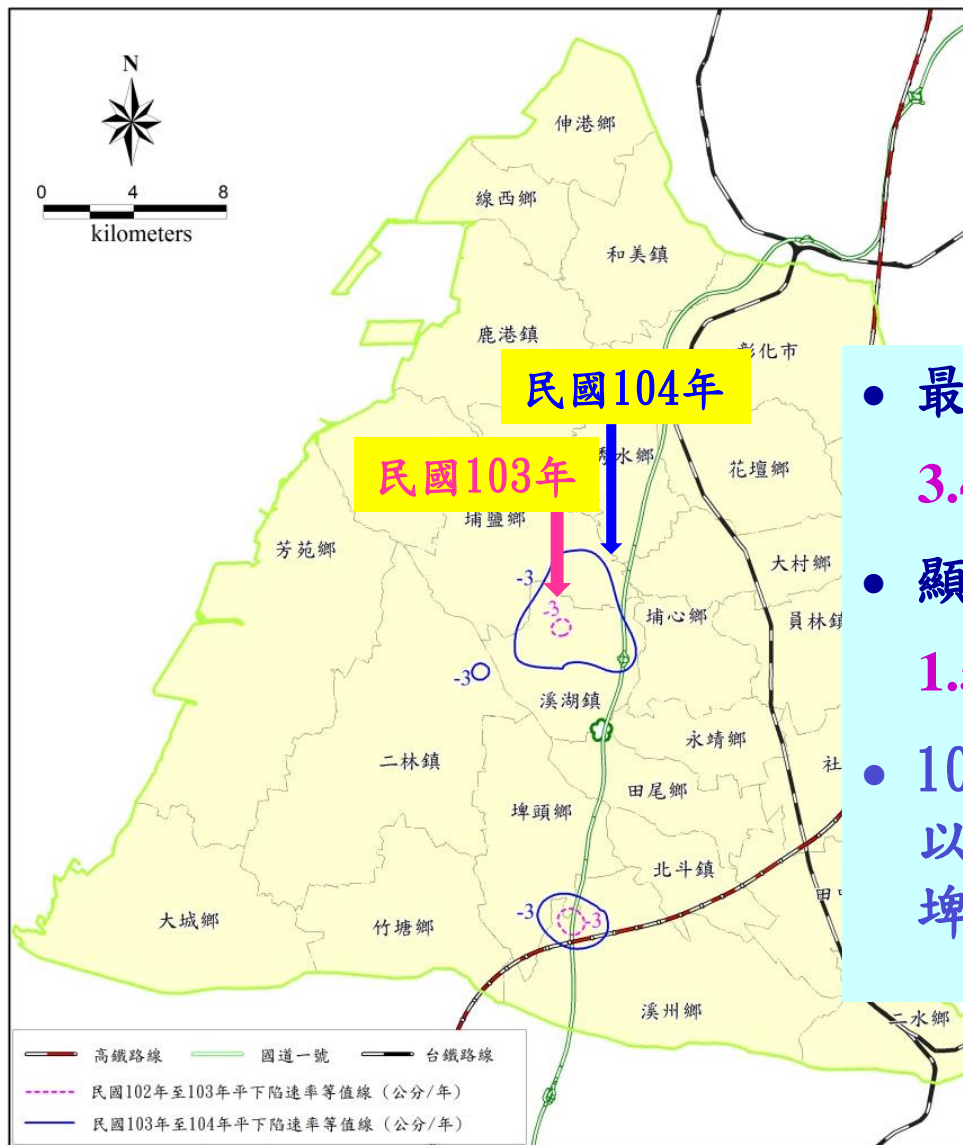 N
0 4 8
kilometers
伸港鄉
線西鄉
和美鎮
鹿港鎮
彰化市
民國104年
秀水鄉
花壇鄉
民國103年
埔鹽鄉
芳苑鄉
大村鄉
-3
-3
埔心鄉
員林鎮
-3
溪湖鎮
永靖鄉
社
二林鎮
田尾鄉
埤頭鄉
北斗鎮
田中
-3
-3
大城鄉
竹塘鄉
溪州鄉
二水鄉
• 最
3.4
• 顯
1.
• 10
以
埤
高鐵路線 國道一號 台鐵路線
民國102年至103年平下陷速率等值線 (公分/年)
民國103年至104年平下陷速率等值線 (公分/年)